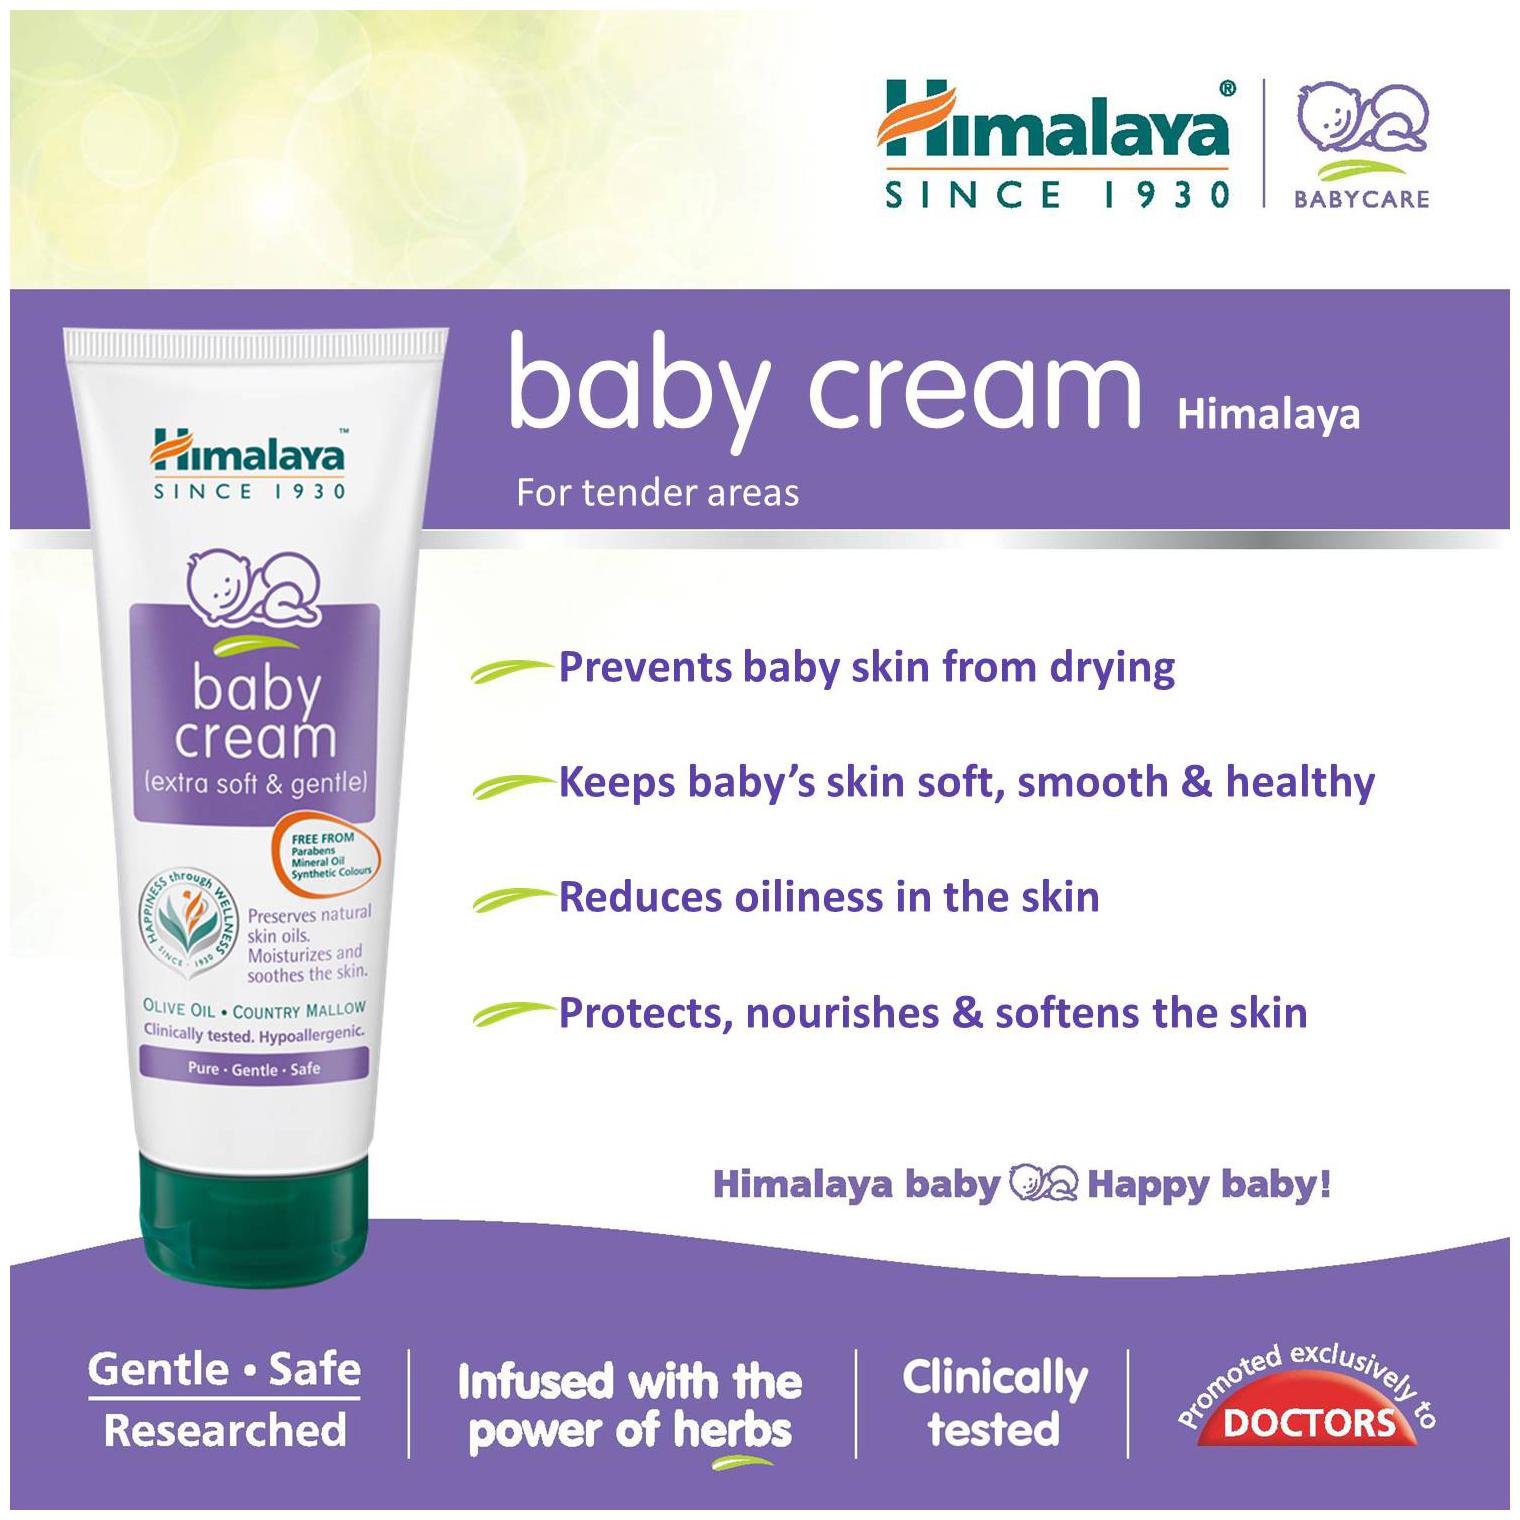 Himalaya®
SINCE 1930
BABYCARE
baby cream Himalaya
For tender areas
Himalaya™
SINCE 1930
baby
cream
(extra soft & gentle)
FREE FROM
Parabens
Mineral Oil
Synthetic Colours
HAPPINESS through WELLNESS
SINCE - 1930
Preserves natural
skin oils.
Moisturizes and
soothes the skin.
OLIVE OIL • COUNTRY MALLOW
Clinically tested. Hypoallergenic.
Pure · Gentle · Safe
Prevents baby skin from drying
Keeps baby’s skin soft, smooth & healthy
Reduces oiliness in the skin
Protects, nourishes & softens the skin
Himalaya baby Happy baby!
Gentle • Safe
Researched
Infused with the
power of herbs
Clinically
tested
Promoted exclusively to
DOCTORS